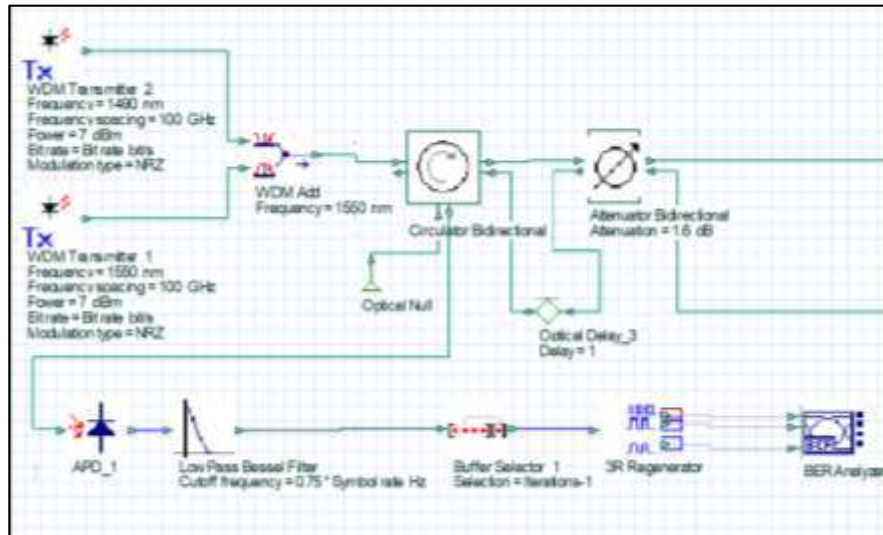 Tx
WDM Transmitter 2
Frequency = 1490 nm
Frequency spacing = 100 GHz
Power = 7 dBm
Bitrate = Bit rate bit/s
Modulation type = NRZ
WDM Add
Frequency = 1550 nm
Circulator Bidirectional
Attenuator Bidirectional
Attenuation = 1.6 dB
Tx
WDM Transmitter 1
Frequency = 1550 nm
Frequency spacing = 100 GHz
Power = 7 dBm
Bitrate = Bit rate bit/s
Modulation type = NRZ
Optical Null
Optical Delay_3
Delay = 1
APD_1
Low Pass Bessel Filter
Cutoff frequency = 0.75 * Symbol rate Hz
Buffer Selector 1
Selection = Iterations-1
3R Regenerator
BER Analyze